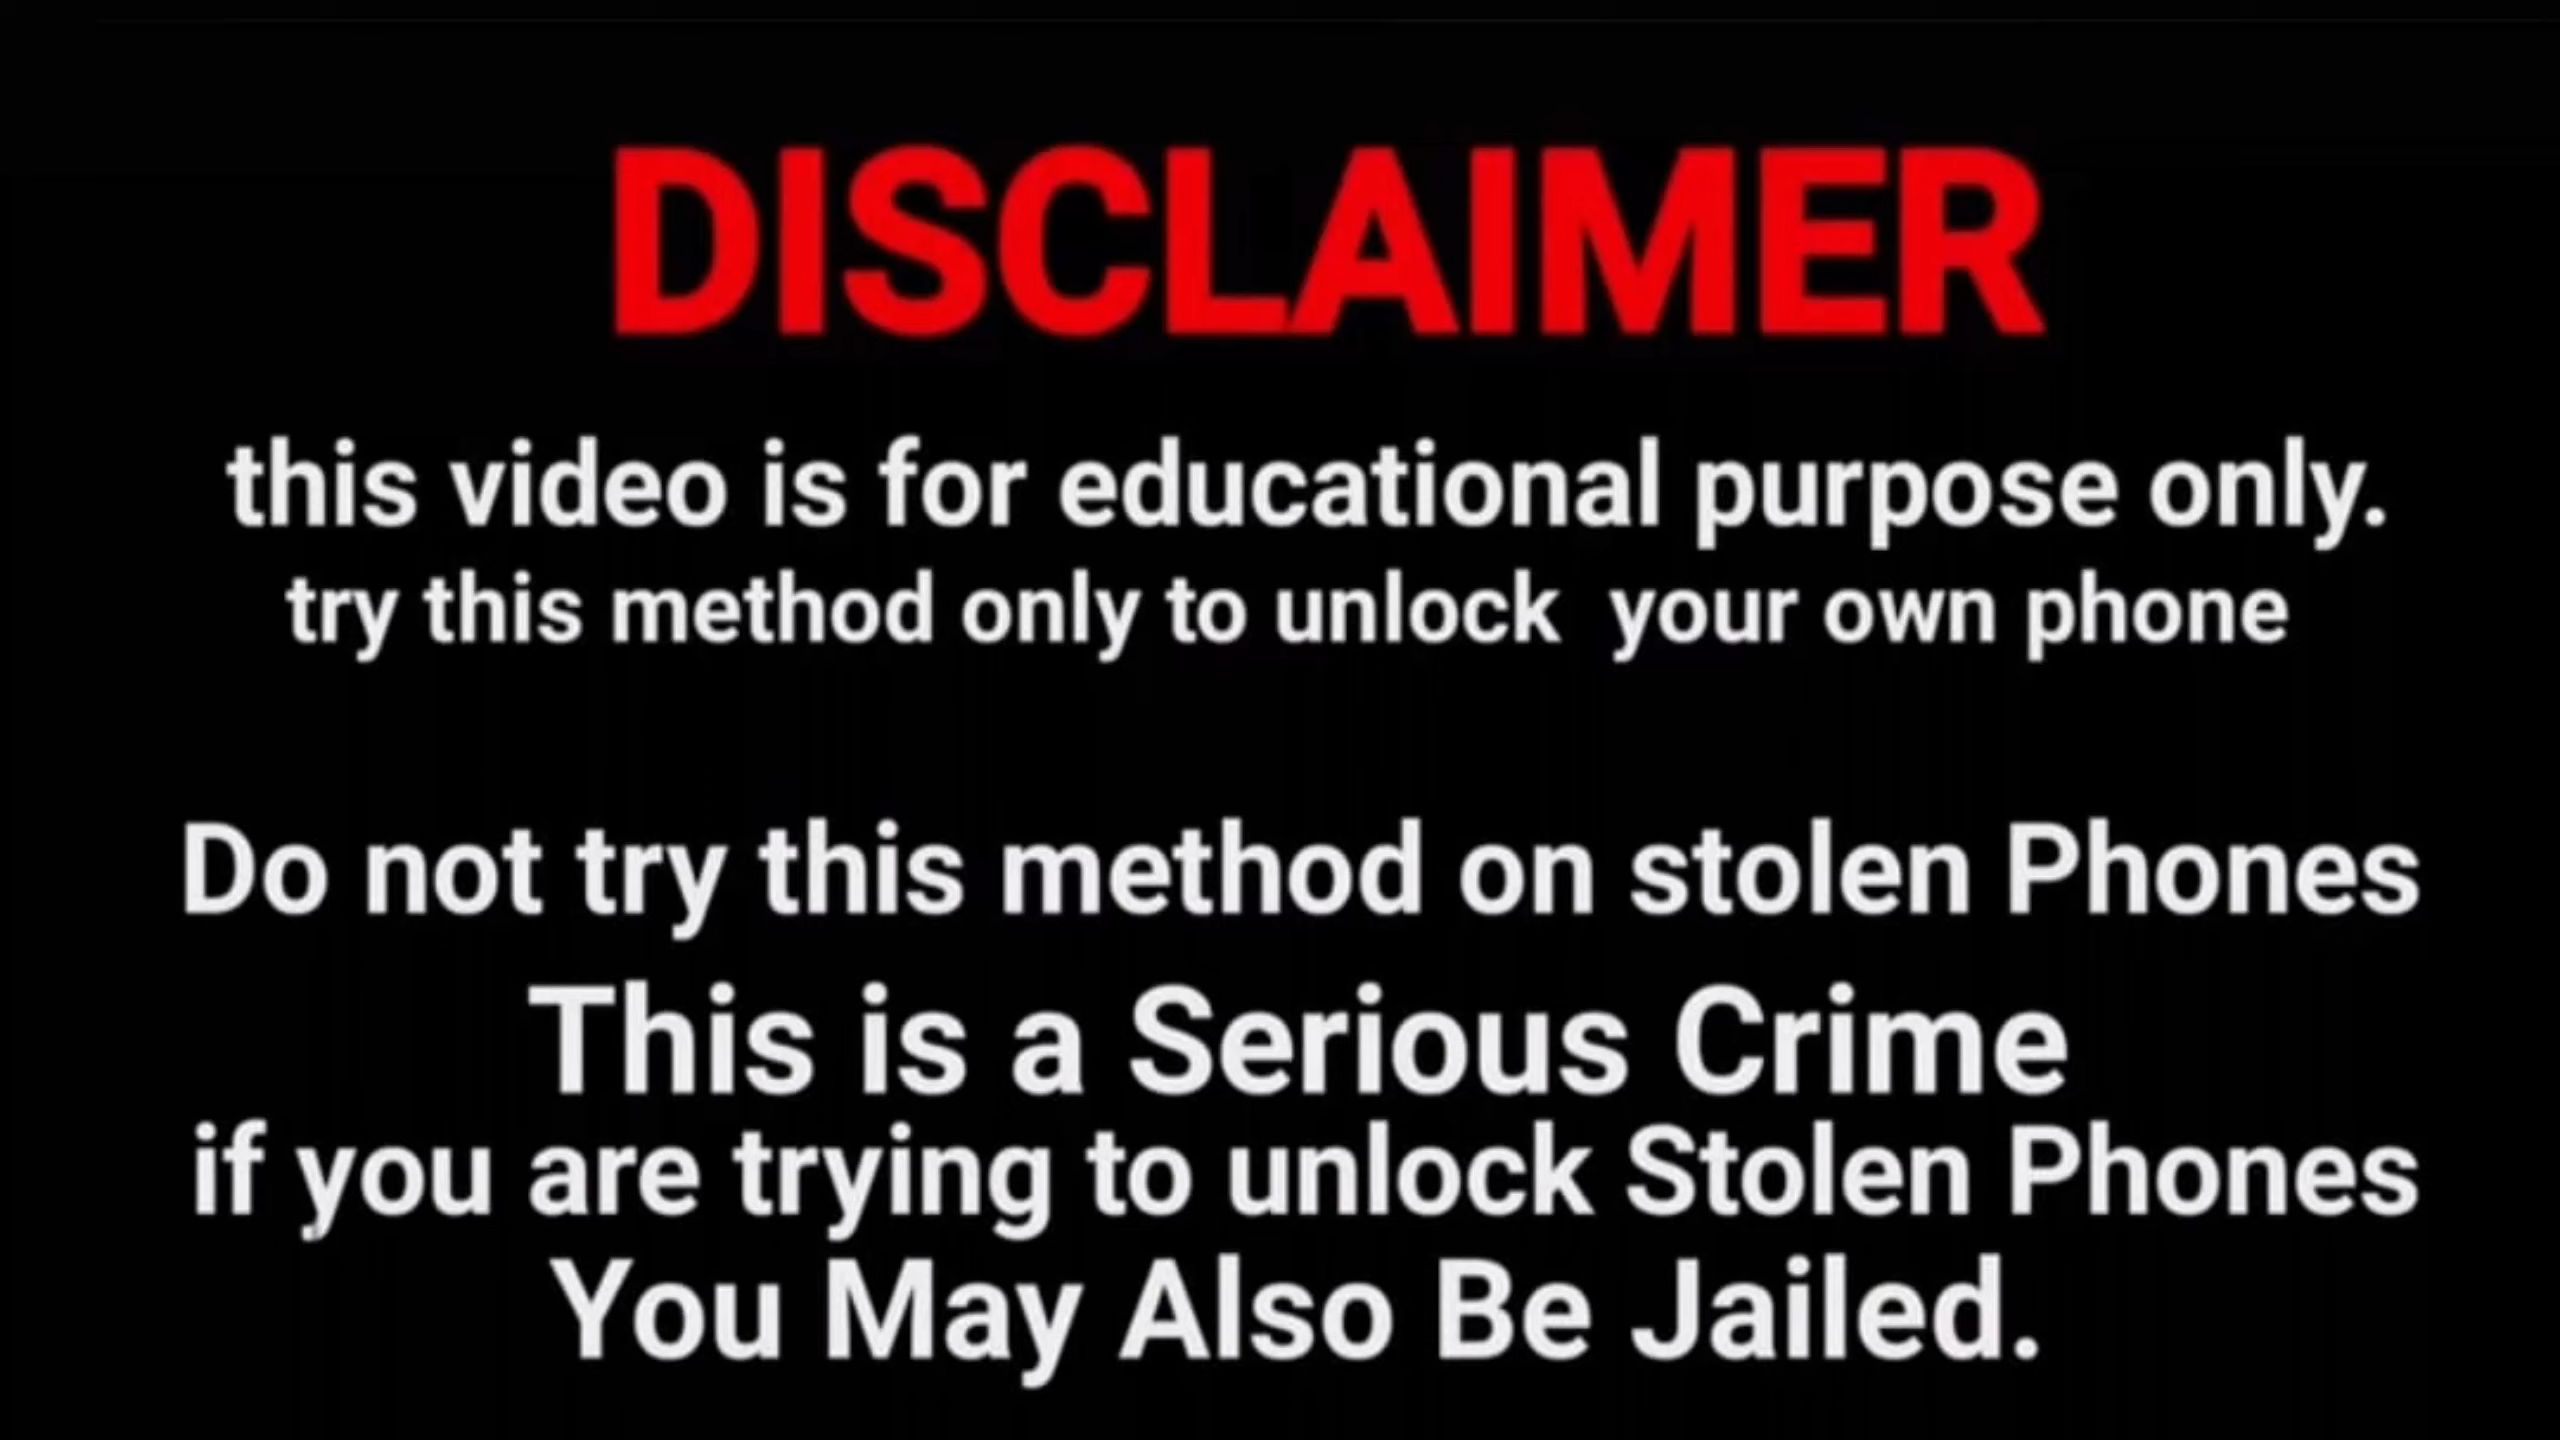 DISCLAIMER
this video is for educational purpose only.
try this method only to unlock your own phone
Do not try this method on stolen Phones
This is a Serious Crime
if you are trying to unlock Stolen Phones
You May Also Be Jailed.